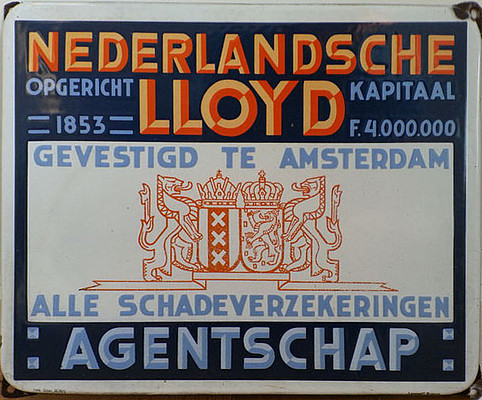 NEDERLANDSCHE
OPGERICHT LLOYD KAPITAAL
1853 F. 4.000.000
GEVESTIGD TE AMSTERDAM
ALLE SCHADEVERZEKERINGEN
AGENTSCHAP